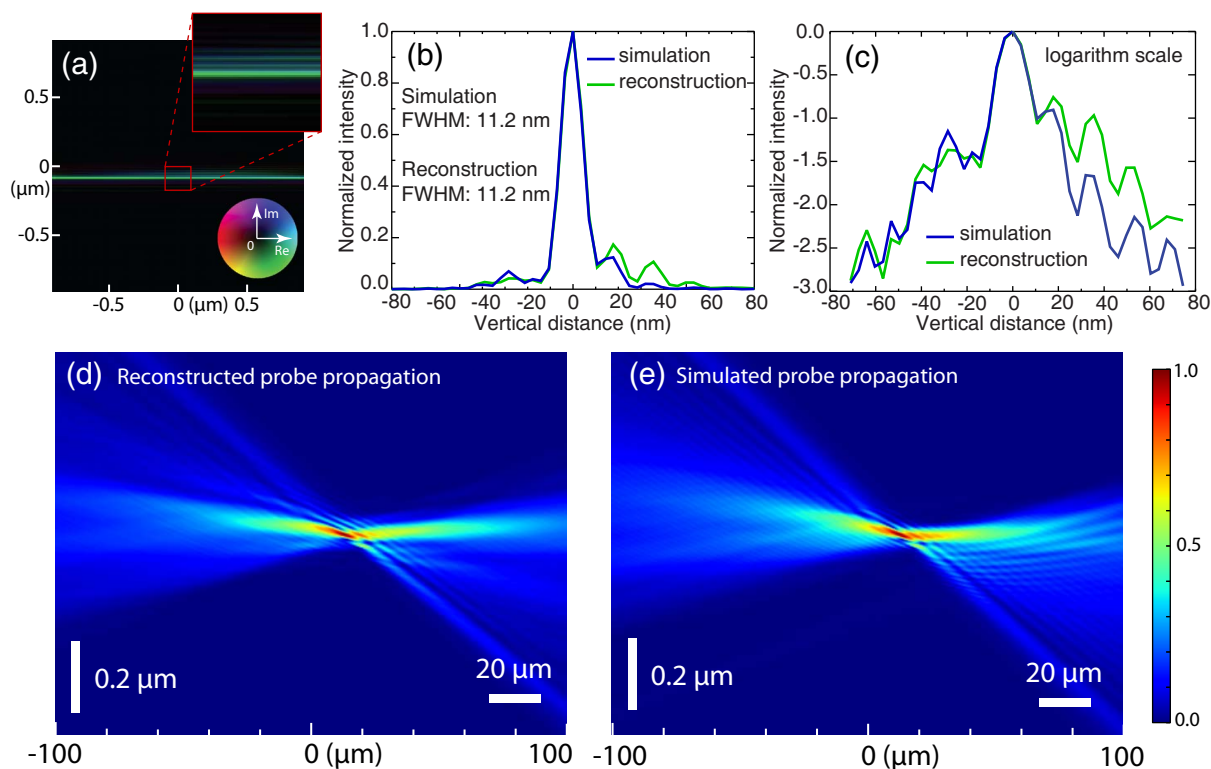 (a)
0.5
0
(µm)
-0.5
-0.5
0 (µm)
0.5
Im
0
Re
(b)
simulation
reconstruction
Simulation
FWHM: 11.2 nm
Reconstruction
FWHM: 11.2 nm
Normalized intensity
1.0
0.8
0.6
0.4
0.2
0.0
-80 -60 -40 -20 0 20 40 60 80
Vertical distance (nm)
(c)
logarithm scale
simulation
reconstruction
Normalized intensity
0.0
-0.5
-1.0
-1.5
-2.0
-2.5
-3.0
-80 -60 -40 -20 0 20 40 60 80
Vertical distance (nm)
(d) Reconstructed probe propagation
0.2 µm
20 µm
-100 0 (µm) 100
(e) Simulated probe propagation
0.2 µm
20 µm
-100 0 (µm) 100
1.0
0.5
0.0